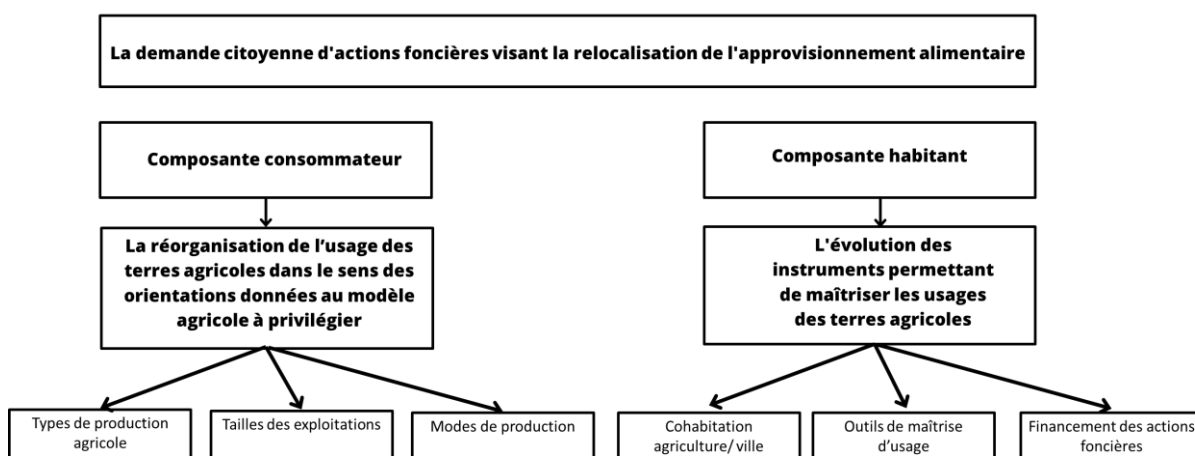 La demande citoyenne d'actions foncières visant la relocalisation de l'approvisionnement alimentaire
Composante consommateur
Composante habitant
La réorganisation de l'usage des
terres agricoles dans le sens des
orientations données au modèle
agricole à privilégier
L'évolution des
instruments permettant
de maîtriser les usages
des terres agricoles
Types de production
agricole
Tailles des exploitations
Modes de production
Cohabitation
agriculture/ ville
Outils de maîtrise
d'usage
Financement des actions
foncières